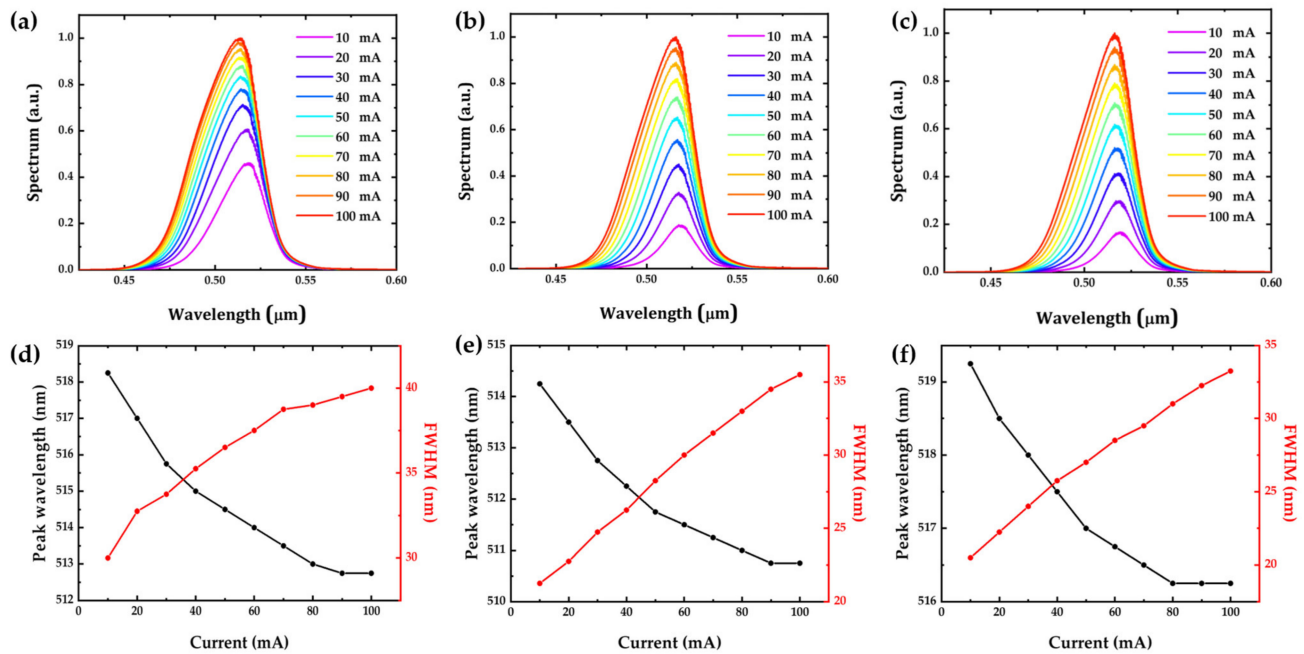 (a)
Spectrum (a.u.)
1.0
0.8
0.6
0.4
0.2
0.0
10 mA
20 mA
30 mA
40 mA
50 mA
60 mA
70 mA
80 mA
90 mA
100 mA
0.45
0.50
0.55
0.60
Wavelength (μm)
(b)
Spectrum (a.u.)
1.0
0.8
0.6
0.4
0.2
0.0
10 mA
20 mA
30 mA
40 mA
50 mA
60 mA
70 mA
80 mA
90 mA
100 mA
0.45
0.50
0.55
0.60
Wavelength (μm)
(c)
Spectrum (a.u.)
1.0
0.8
0.6
0.4
0.2
0.0
10 mA
20 mA
30 mA
40 mA
50 mA
60 mA
70 mA
80 mA
90 mA
100 mA
0.45
0.50
0.55
0.60
Wavelength (μm)
(d)
Peak wavelength (nm)
519
518
517
516
515
514
513
512
40
35
30
FWHM (nm)
0
20
40
60
80
100
Current (mA)
(e)
Peak wavelength (nm)
515
514
513
512
511
510
35
30
25
20
FWHM (nm)
0
20
40
60
80
100
Current (mA)
(f)
Peak wavelength (nm)
519
518
517
516
35
30
25
20
FWHM (nm)
0
20
40
60
80
100
Current (mA)